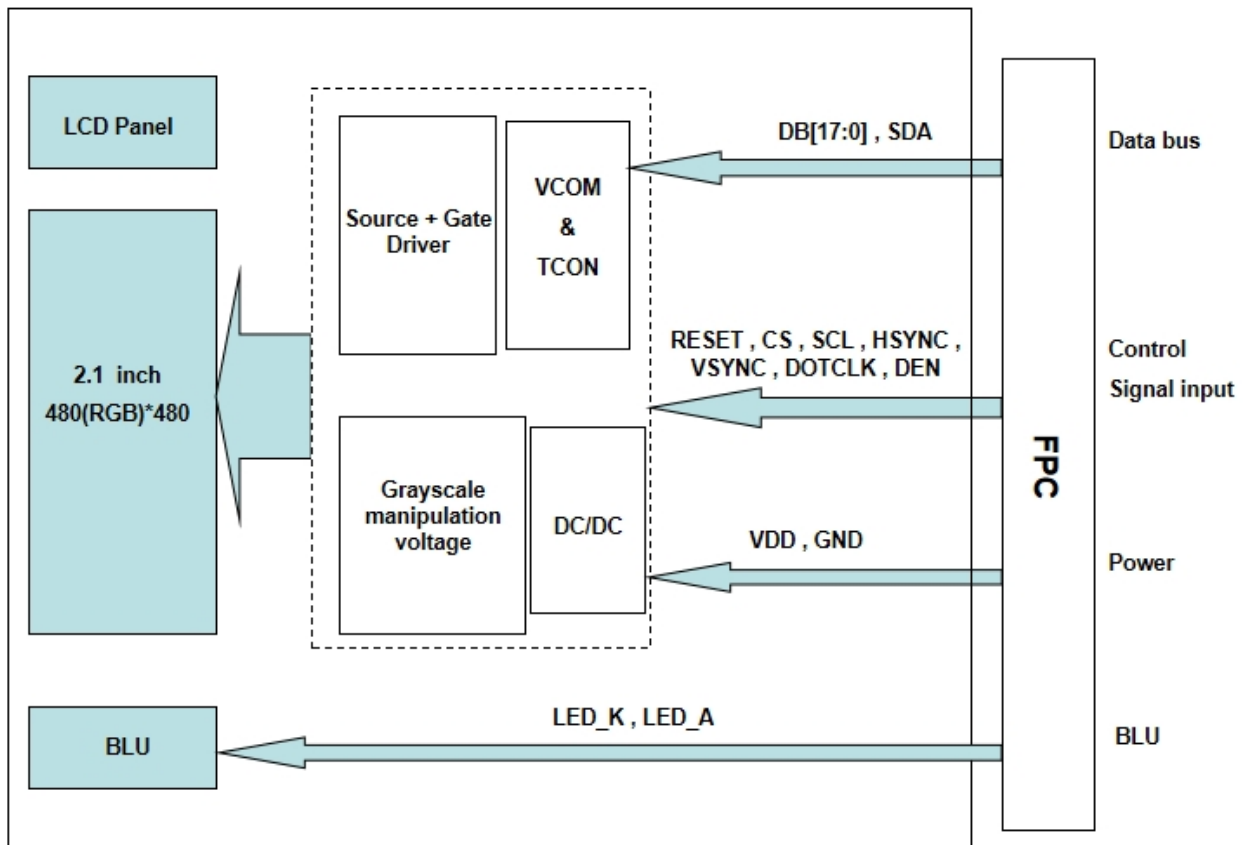 LCD Panel
2.1 inch
480(RGB)*480
BLU
Source + Gate
Driver
VCOM
&
TCON
Grayscale
manipulation
voltage
DC/DC
DB[17:0] , SDA
RESET , CS , SCL , HSYNC ,
VSYNC , DOTCLK , DEN
VDD , GND
LED_K , LED_A
FPC
Data bus
Control
Signal input
Power
BLU